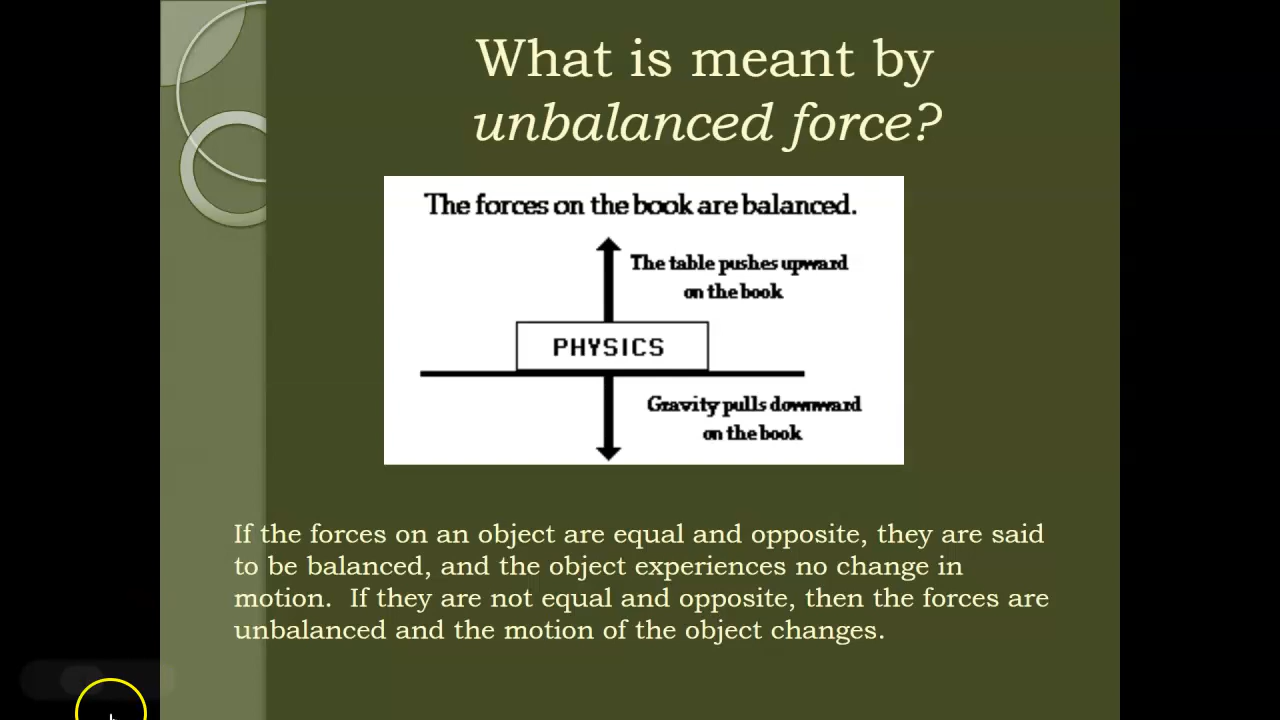 What is meant by
unbalanced force?
The forces on the book are balanced.
The table pushes upward
on the book
PHYSICS
Gravity pulls downward
on the book
If the forces on an object are equal and opposite, they are said
to be balanced, and the object experiences no change in
motion.  If they are not equal and opposite, then the forces are
unbalanced and the motion of the object changes.